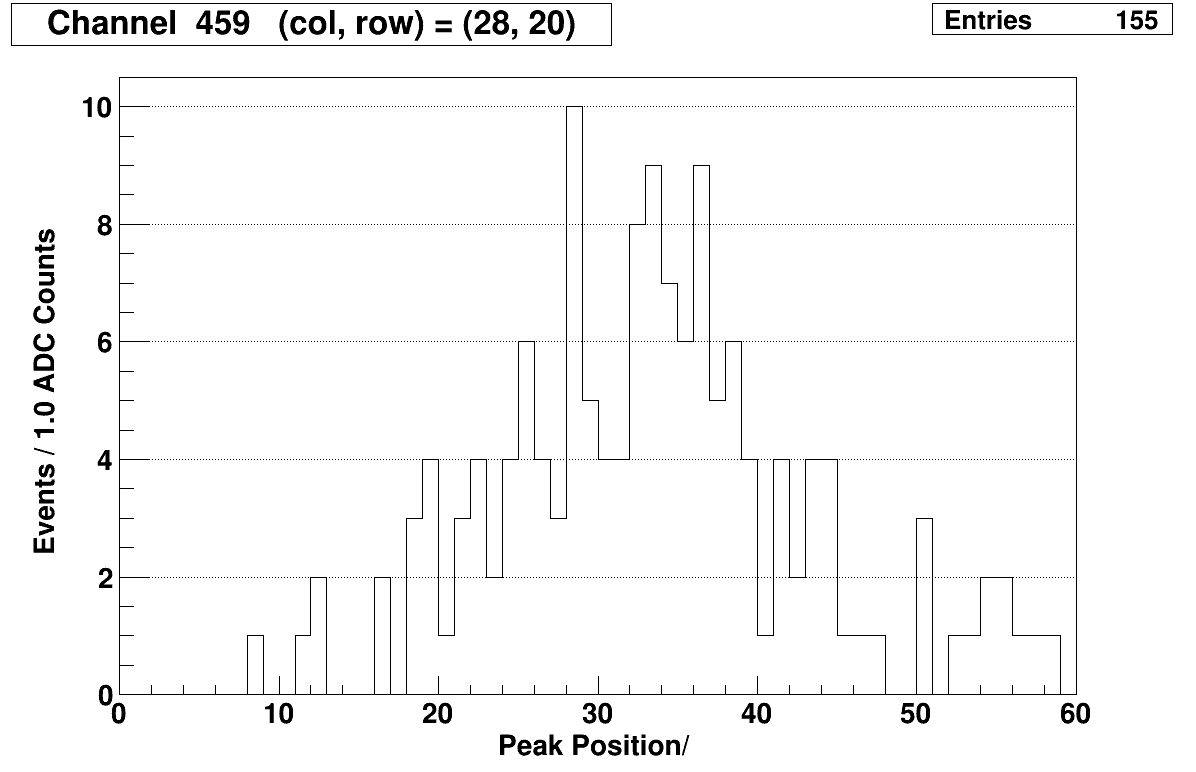 Channel 459 (col, row) = (28, 20)
Entries 155
Events / 1.0 ADC Counts
10
8
6
4
2
0
0 10 20 30 40 50 60
Peak Position/